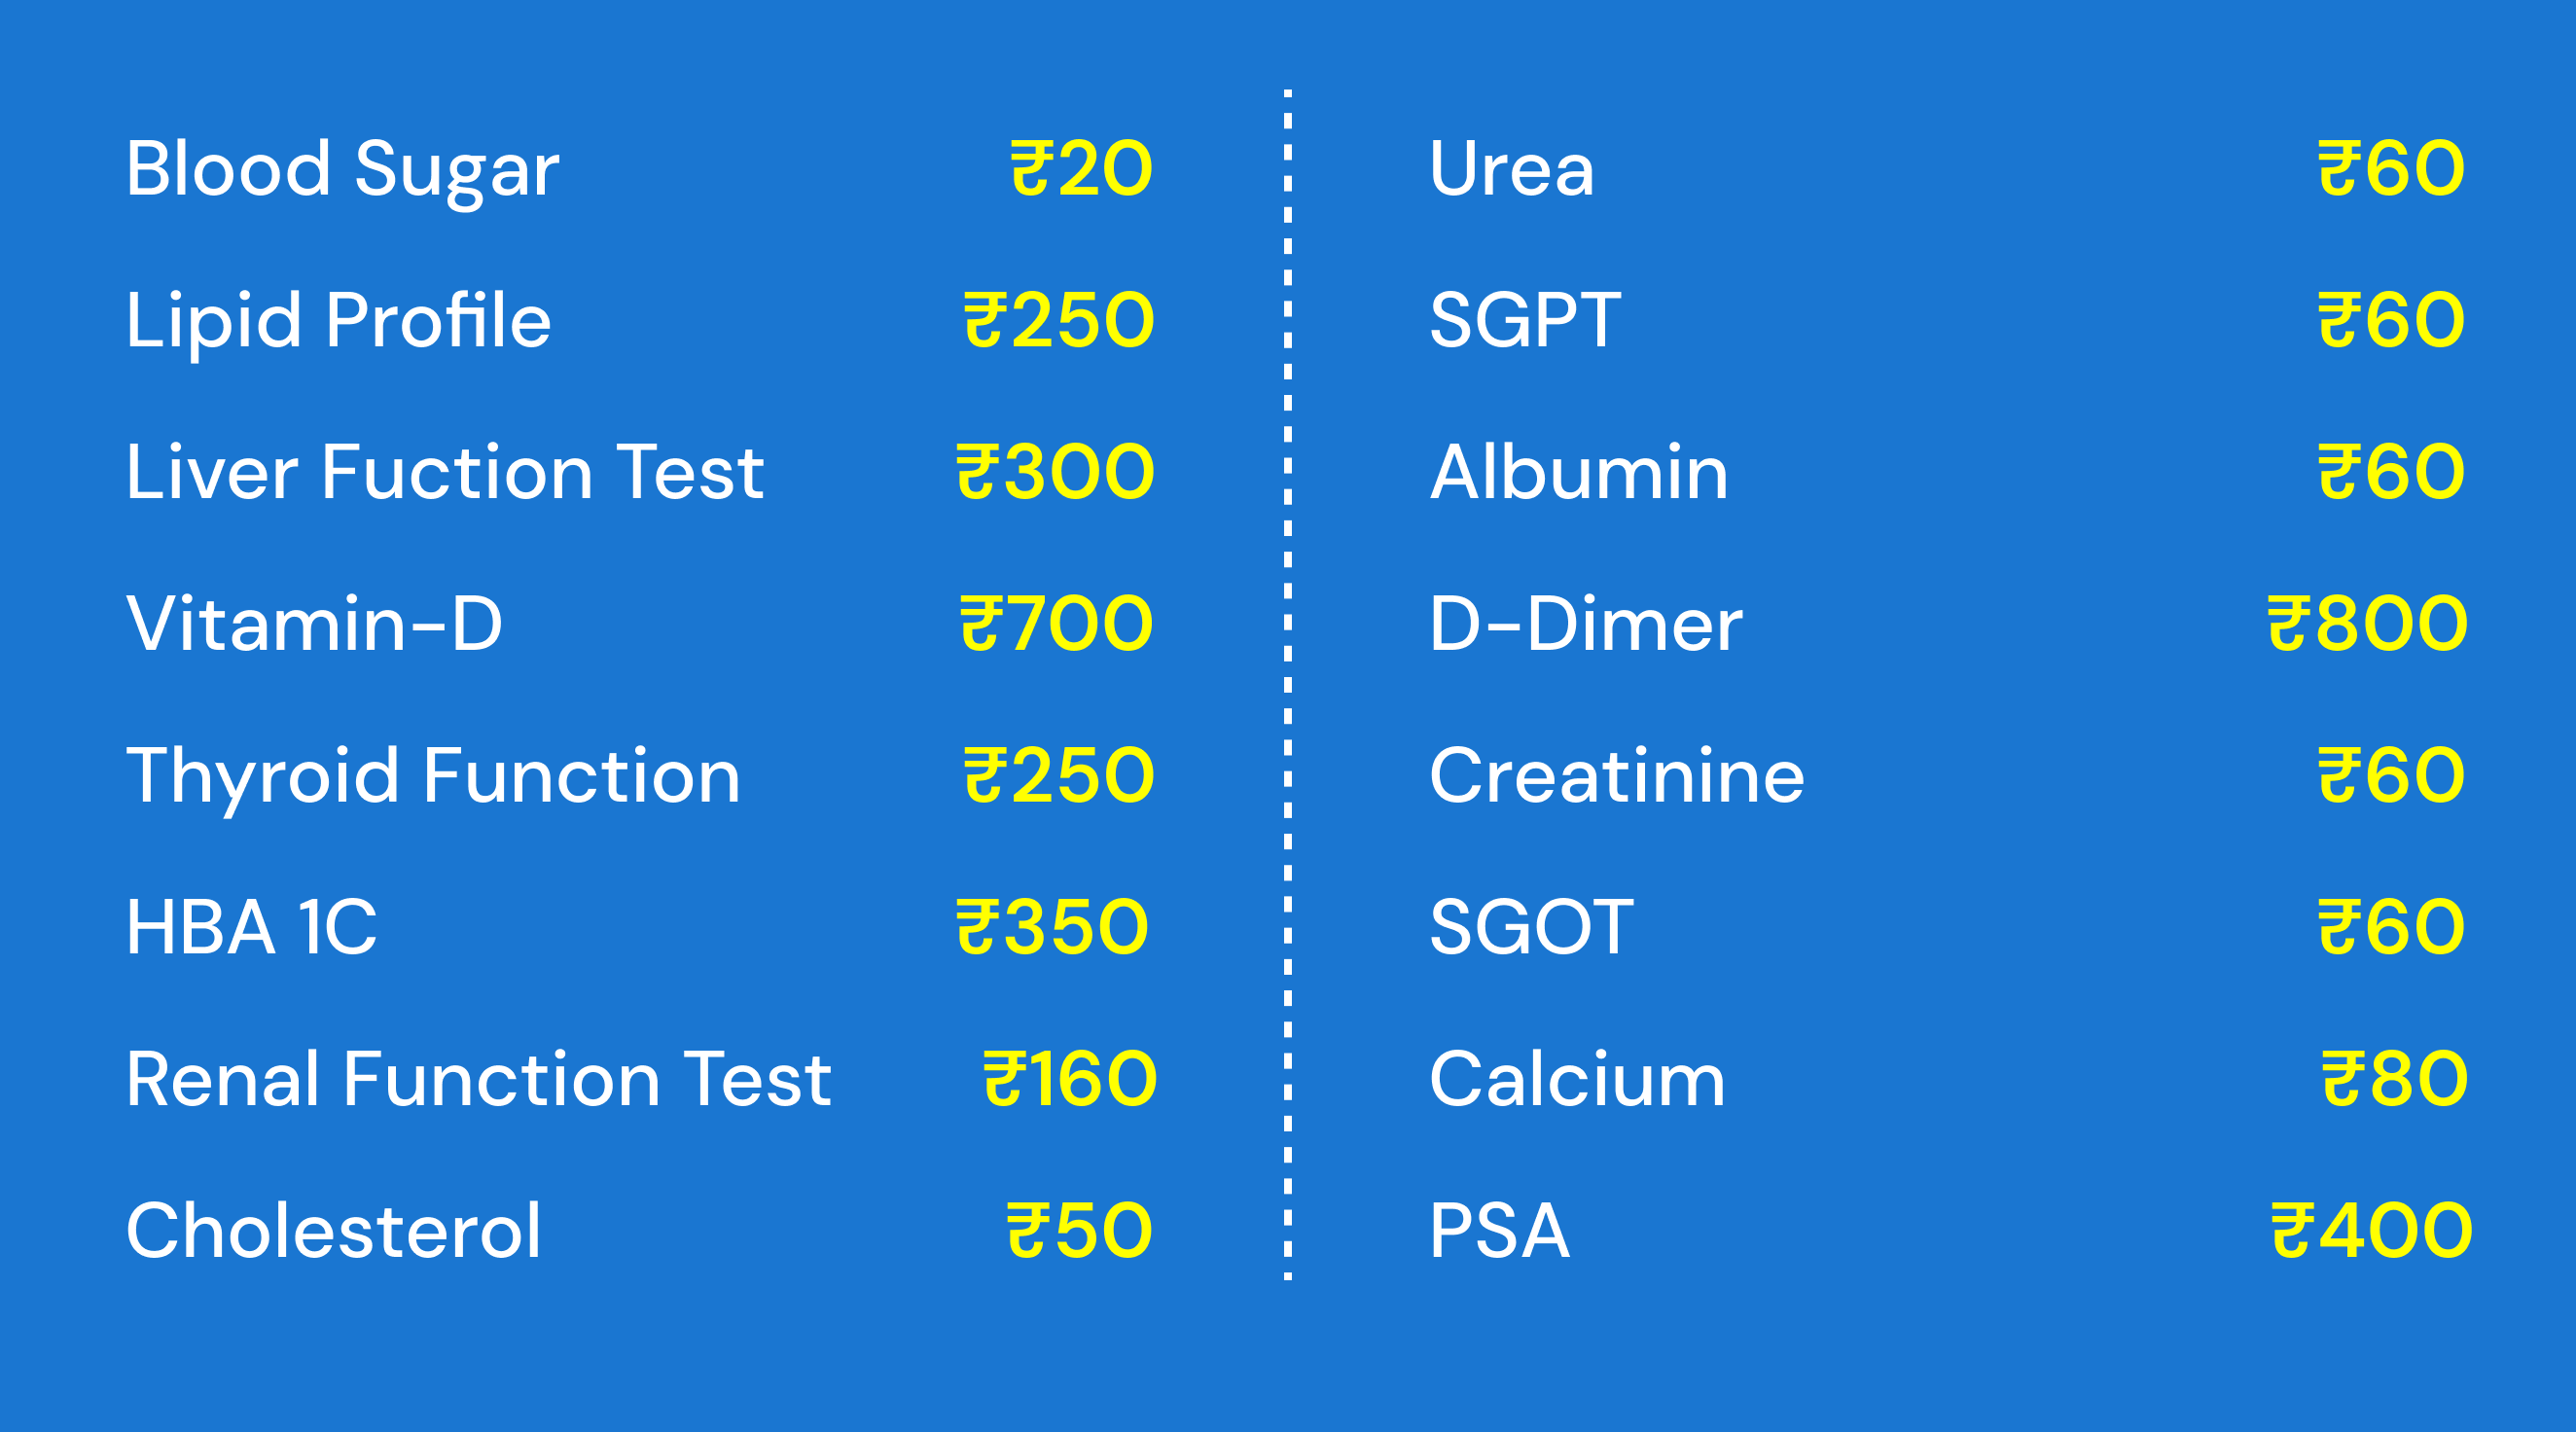 Blood Sugar ₹20
Lipid Profile ₹250
Liver Fuction Test ₹300
Vitamin-D ₹700
Thyroid Function ₹250
HBA 1C ₹350
Renal Function Test ₹160
Cholesterol ₹50
Urea ₹60
SGPT ₹60
Albumin ₹60
D-Dimer ₹800
Creatinine ₹60
SGOT ₹60
Calcium ₹80
PSA ₹400